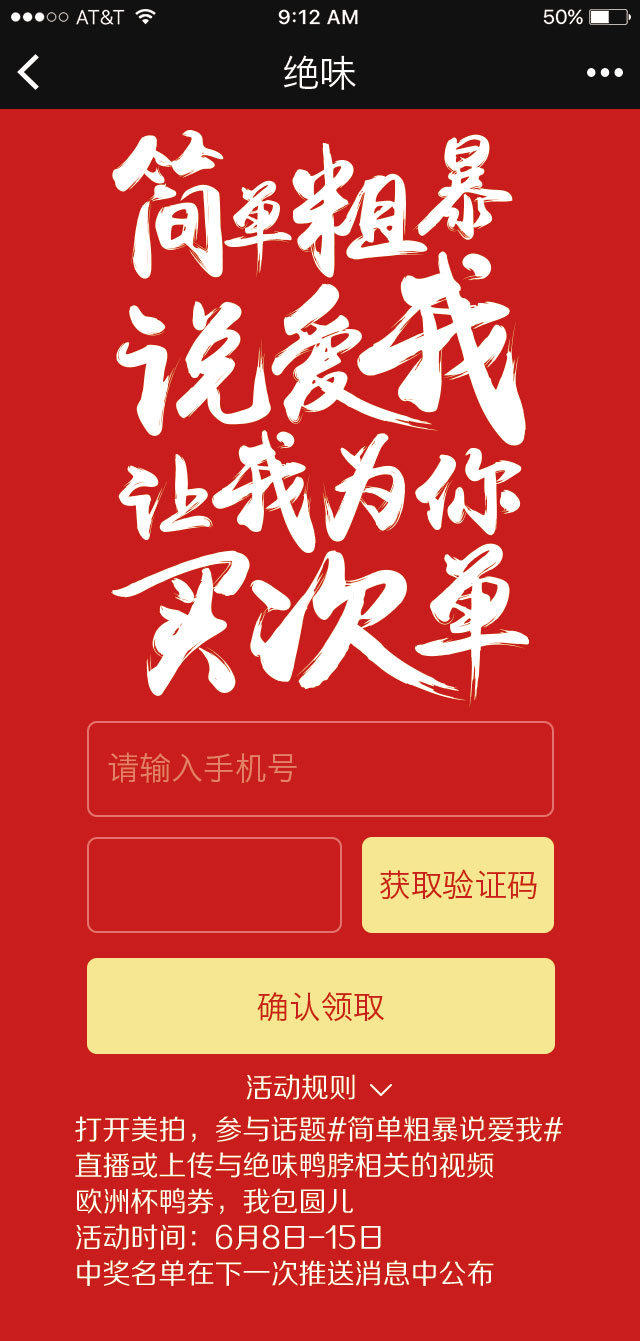 AT&T 9:12 AM 50%
绝味
简单粗暴
说爱我
让我为你
买次单
请输入手机号
获取验证码
确认领取
活动规则
打开美拍，参与话题#简单粗暴说爱我#
直播或上传与绝味鸭脖相关的视频
欧洲杯鸭券，我包圆儿
活动时间：6月8日-15日
中奖名单在下一次推送消息中公布